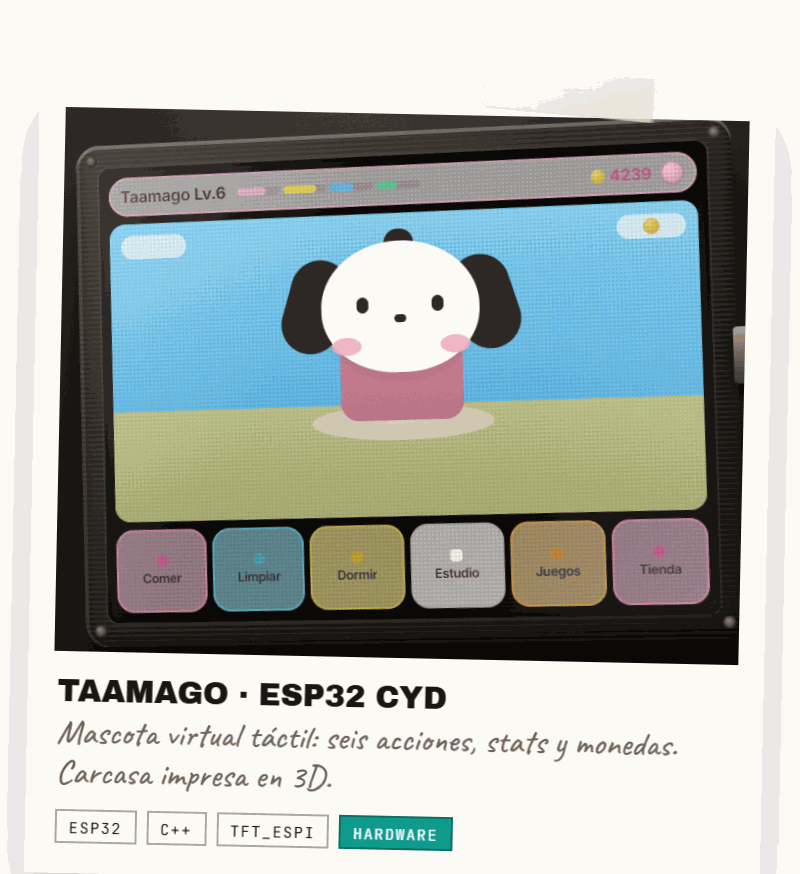 Taamago Lv.6
4239
Comer
Limpiar
Dormir
Estudio
Juegos
Tienda
TAAMAGO · ESP32 CYD
Mascota virtual táctil: seis acciones, stats y monedas.
Carcasa impresa en 3D.
ESP32
C++
TFT_ESPI
HARDWARE